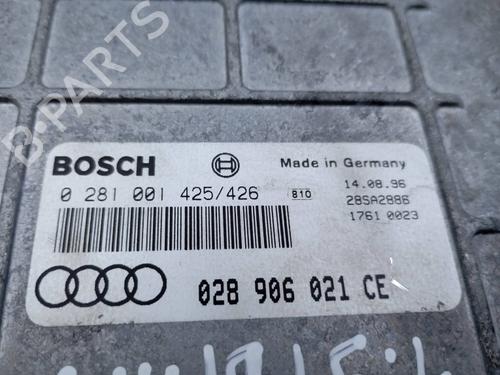 B-PARTS
BOSCH
Made in Germany
0 281 001 425/426 810
14.08.96
28SA2886
1761 0023
028 906 021 CE